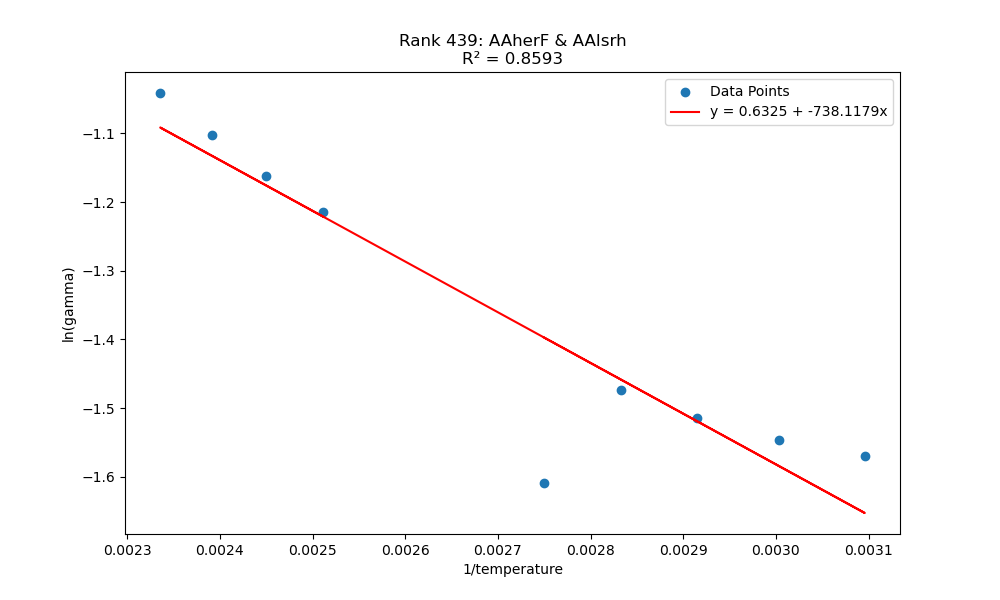 Rank 439: AAherF & AAlsrh
R² = 0.8593
Data Points
y = 0.6325 + -738.1179x
ln(gamma)
−1.1
−1.2
−1.3
−1.4
−1.5
−1.6
0.0023 0.0024 0.0025 0.0026 0.0027 0.0028 0.0029 0.0030 0.0031
1/temperature